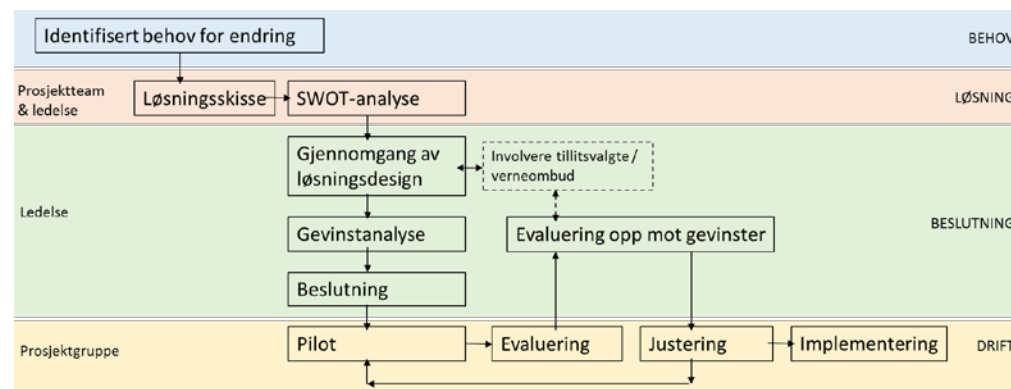 Identifisert behov for endring
BEHOV
Prosjektteam
& ledelse
Løsningsskisse
SWOT-analyse
LØSNING
Gjennomgang av
løsningsdesign
Involvere tillitsvalgte/
verneombud
Ledelse
Gevinstanalyse
Evaluering opp mot gevinster
BESLUTNING
Beslutning
Prosjektgruppe
Pilot
Evaluering
Justering
Implementering
DRIFT